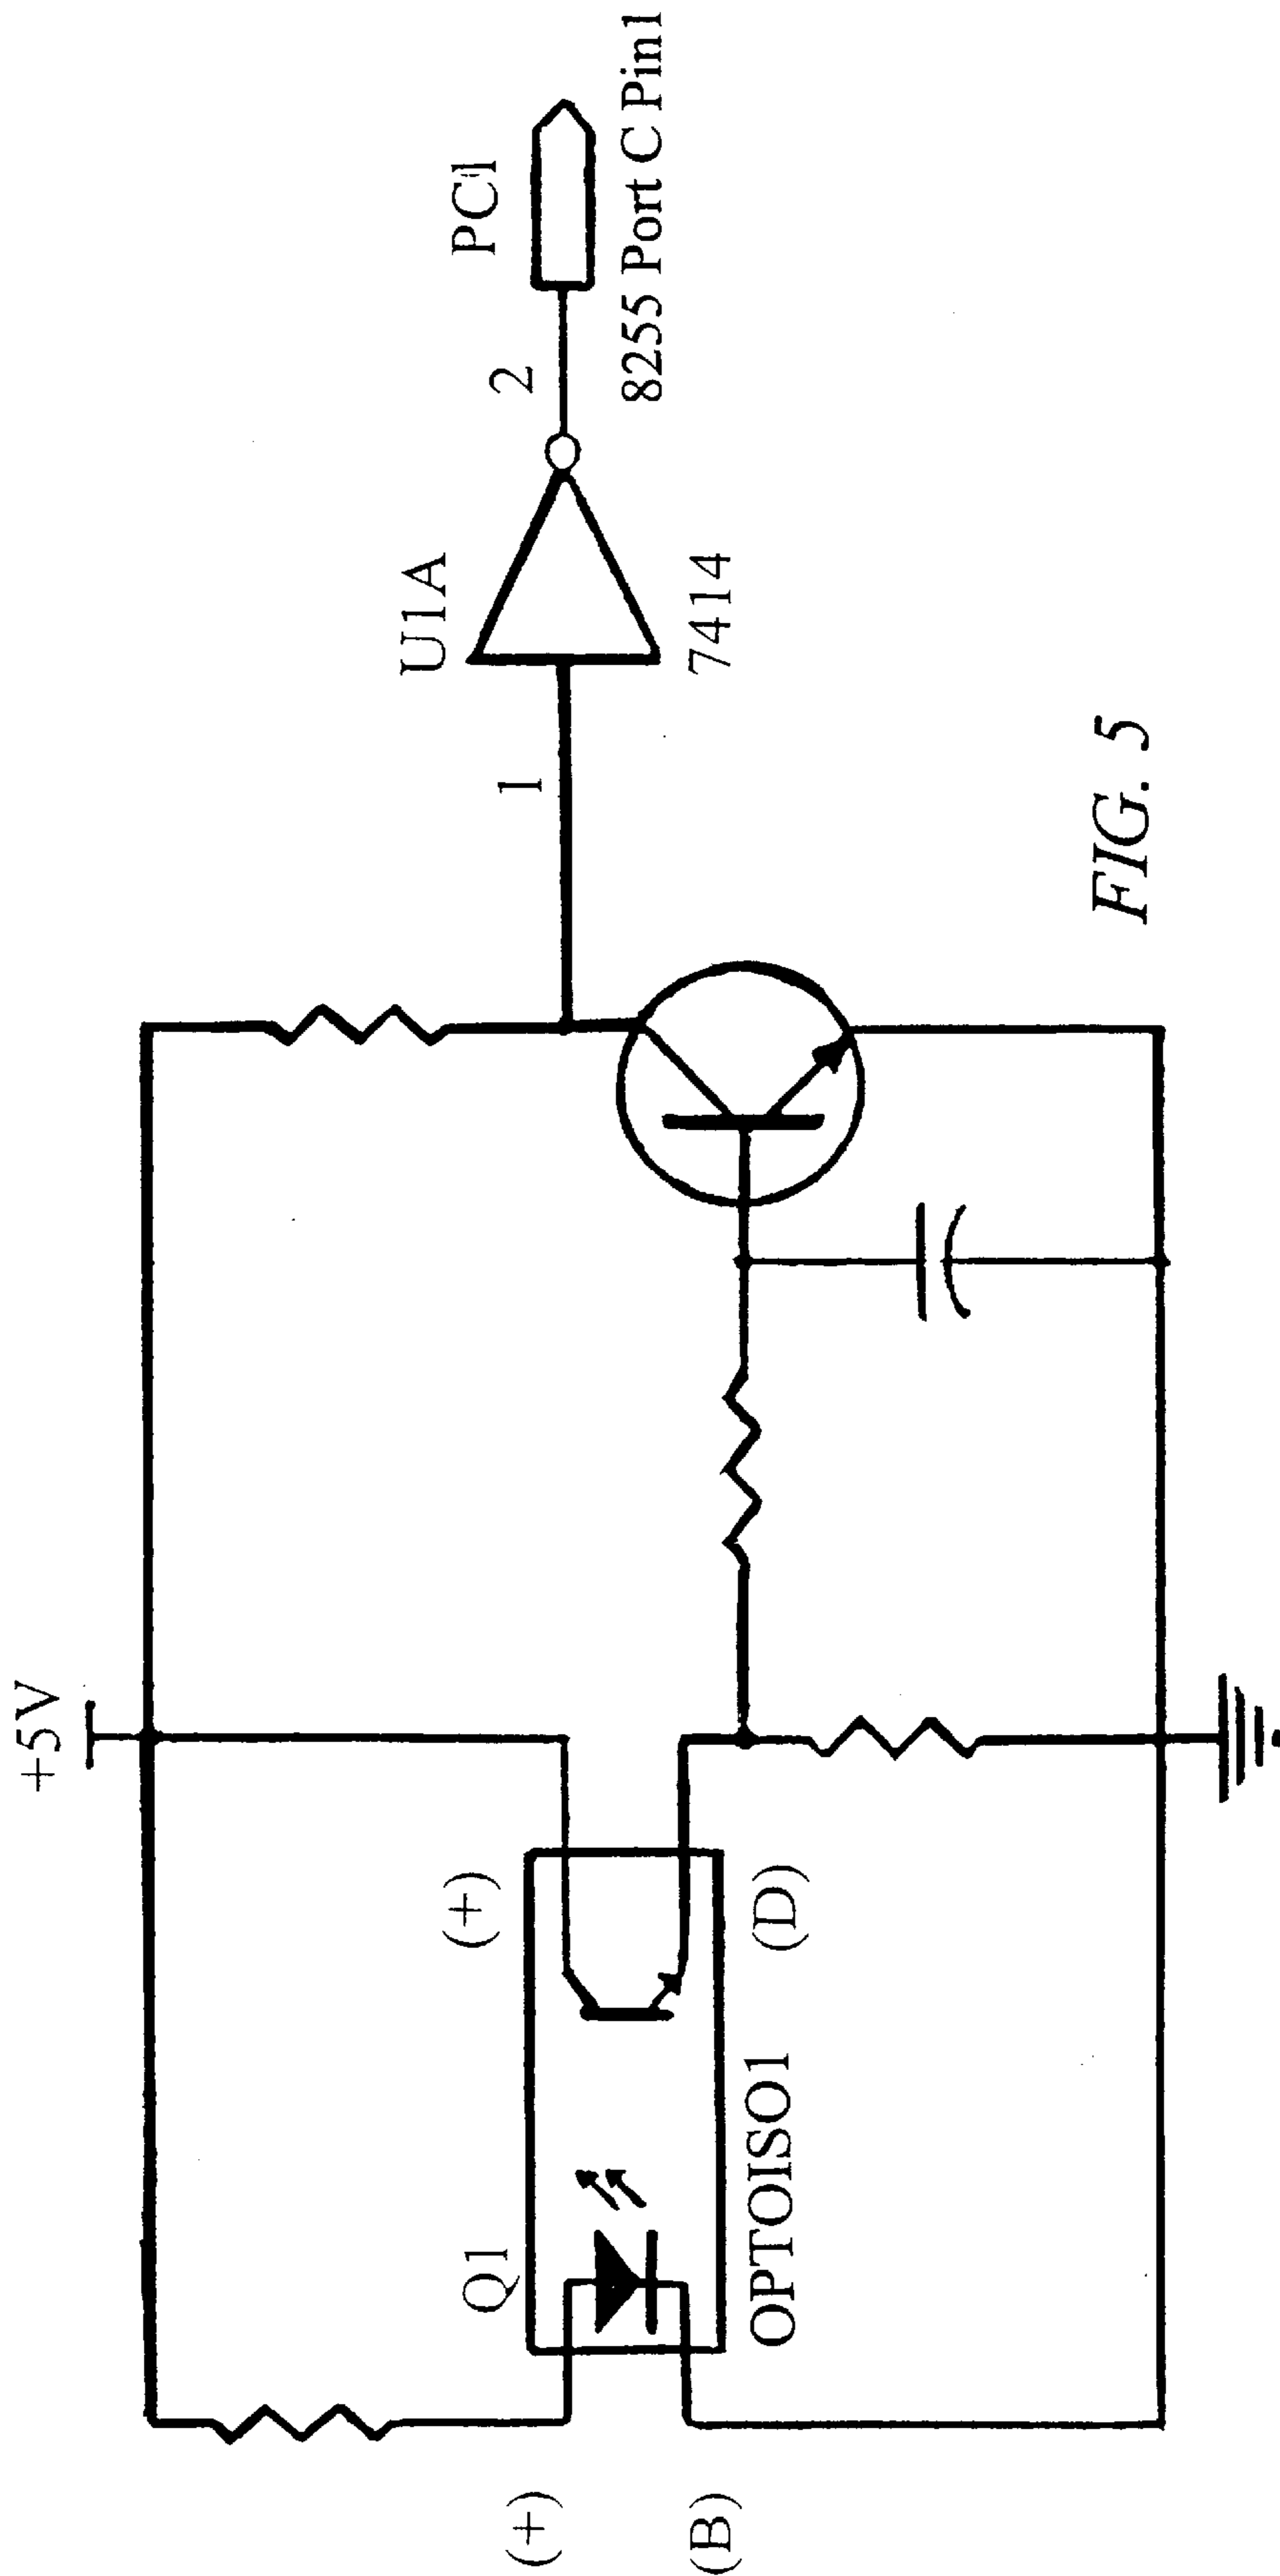 +5V
(+)
Q1
(+)
(B)
OPTOISO1
(D)
1
U1A
7414
2
PC1
8255 Port C Pin1
FIG. 5